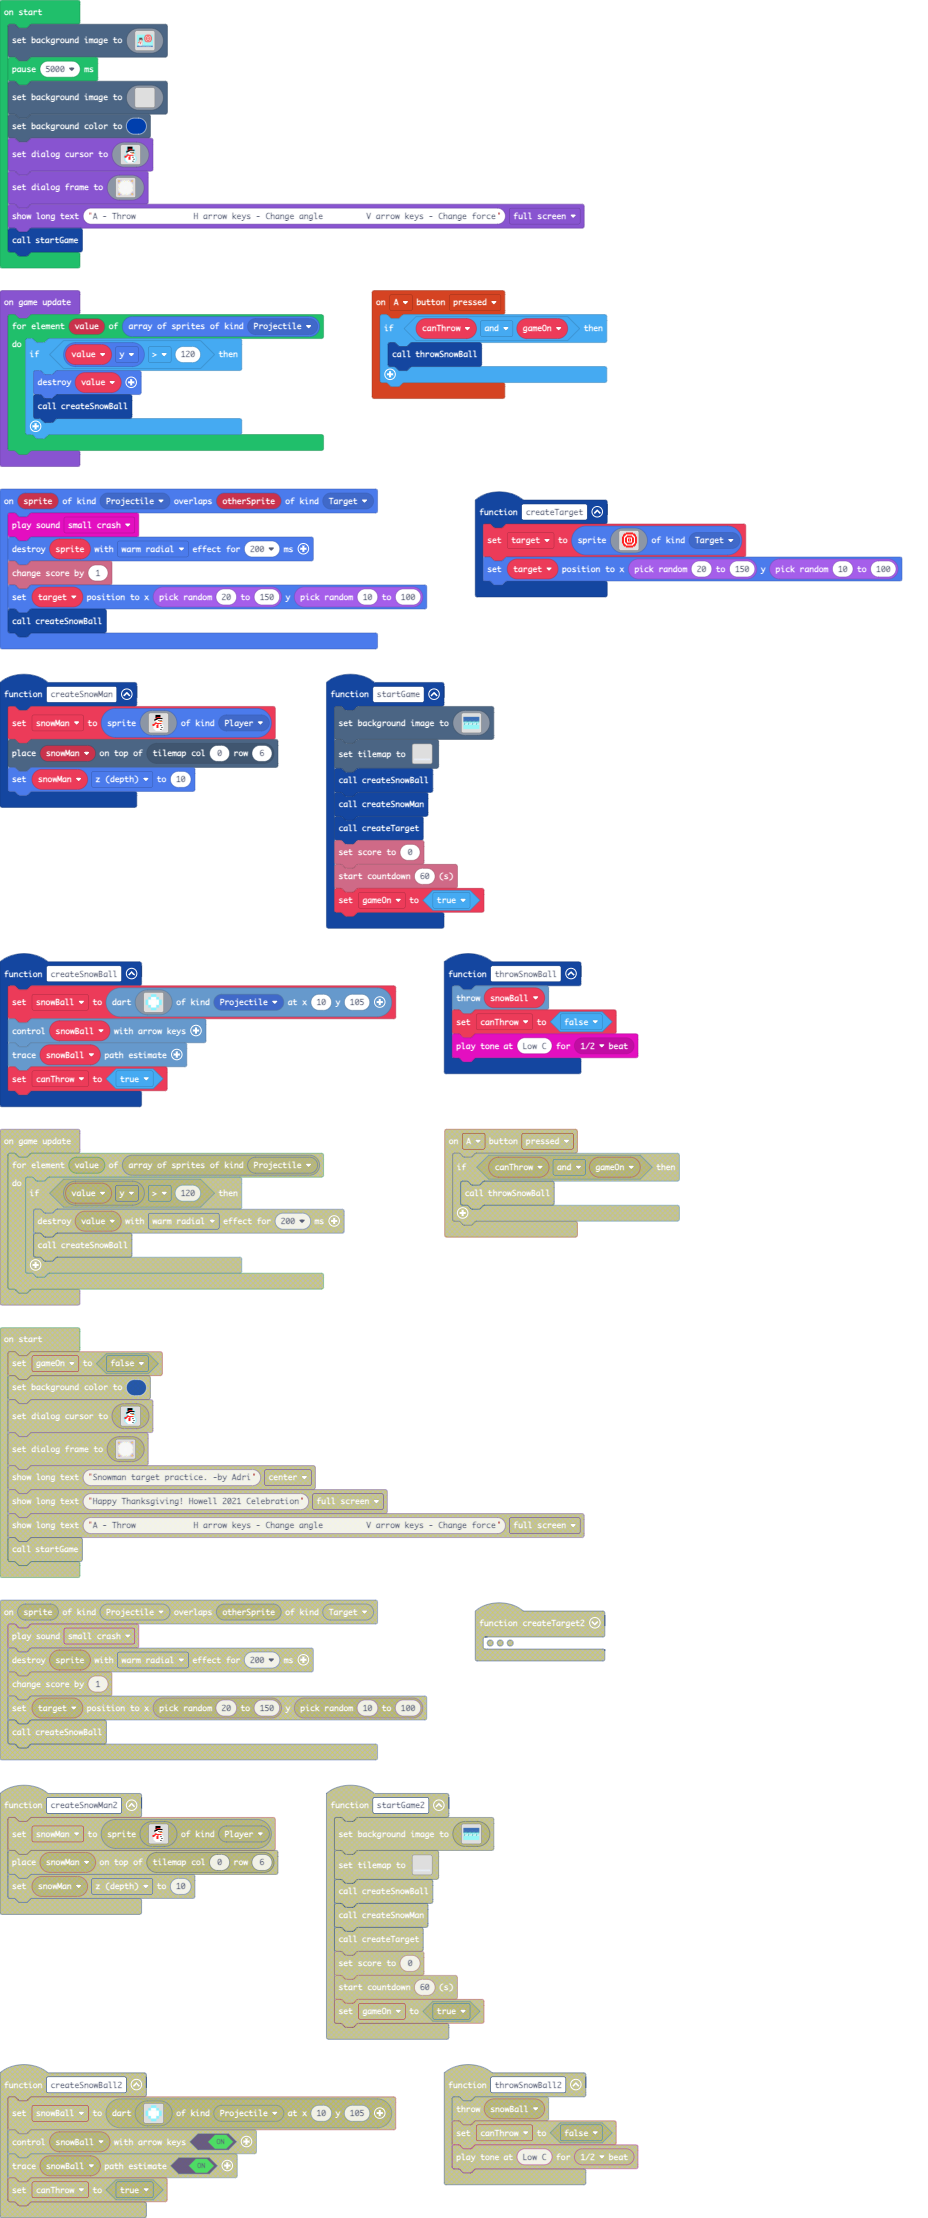 on start
set background image to
pause 5000 ms
set background image to
set background color to
set dialog cursor to
set dialog frame to
show long text "A - Throw H arrow keys - Change angle V arrow keys - Change force" full screen
call startGame
on game update
for element value of array of sprites of kind Projectile
do
if value y > 120 then
destroy value
call createSnowBall
on A button pressed
if canThrow and gameOn then
call throwSnowBall
on sprite of kind Projectile overlaps otherSprite of kind Target
play sound small crash
destroy sprite with warm radial effect for 200 ms
change score by 1
set target position to x pick random 20 to 150 y pick random 10 to 100
call createSnowBall
function createTarget
set target to sprite of kind Target
set target position to x pick random 20 to 150 y pick random 10 to 100
function createSnowMan
set snowMan to sprite of kind Player
place snowMan on top of tilemap col 0 row 6
set snowMan z (depth) to 10
function startGame
set background image to
set tilemap to
call createSnowBall
call createSnowMan
call createTarget
set score to 0
start countdown 60 (s)
set gameOn to true
function createSnowBall
set snowBall to dart of kind Projectile at x 10 y 105
control snowBall with arrow keys
trace snowBall path estimate
set canThrow to true
function throwSnowBall
throw snowBall
set canThrow to false
play tone at Low C for 1/2 beat
on game update
for element value of array of sprites of kind Projectile
do
if value y > 120 then
destroy value with warm radial effect for 200 ms
call createSnowBall
on A button pressed
if canThrow and gameOn then
call throwSnowBall
on start
set gameOn to false
set background color to
set dialog cursor to
set dialog frame to
show long text "Snowman target practice. -by Adri" center
show long text "Happy Thanksgiving! Howell 2021 Celebration" full screen
show long text "A - Throw H arrow keys - Change angle V arrow keys - Change force" full screen
call startGame
on sprite of kind Projectile overlaps otherSprite of kind Target
play sound small crash
destroy sprite with warm radial effect for 200 ms
change score by 1
set target position to x pick random 20 to 150 y pick random 10 to 100
call createSnowBall
function createTarget2
function createSnowMan2
set snowMan to sprite of kind Player
place snowMan on top of tilemap col 0 row 6
set snowMan z (depth) to 10
function startGame2
set background image to
set tilemap to
call createSnowBall
call createSnowMan
call createTarget
set score to 0
start countdown 60 (s)
set gameOn to true
function createSnowBall2
set snowBall to dart of kind Projectile at x 10 y 105
control snowBall with arrow keys ON
trace snowBall path estimate ON
set canThrow to true
function throwSnowBall2
throw snowBall
set canThrow to false
play tone at Low C for 1/2 beat